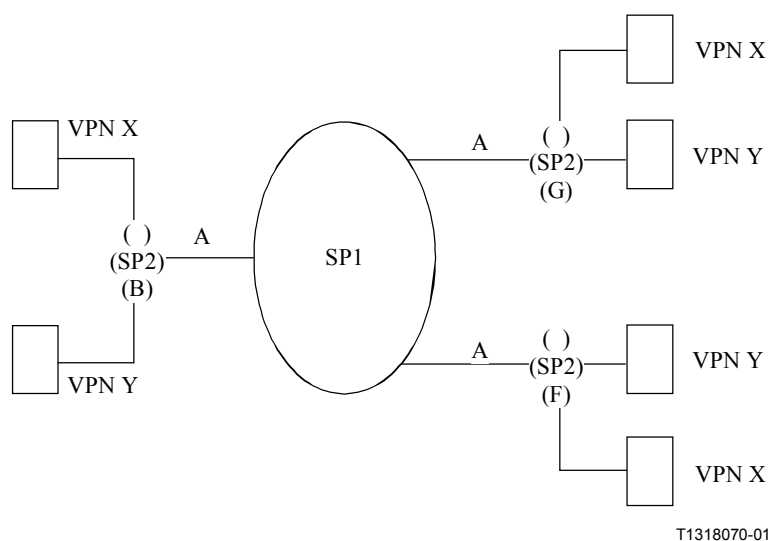 VPN X
( )
(SP2)
(B)
VPN Y
A
SP1
A
( )
(SP2)
(G)
VPN X
VPN Y
A
( )
(SP2)
(F)
VPN Y
VPN X
T1318070-01